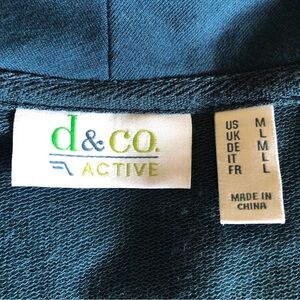 d & co.
ACTIVE
US M
UK L
DE M
IT L
FR L
MADE IN
CHINA